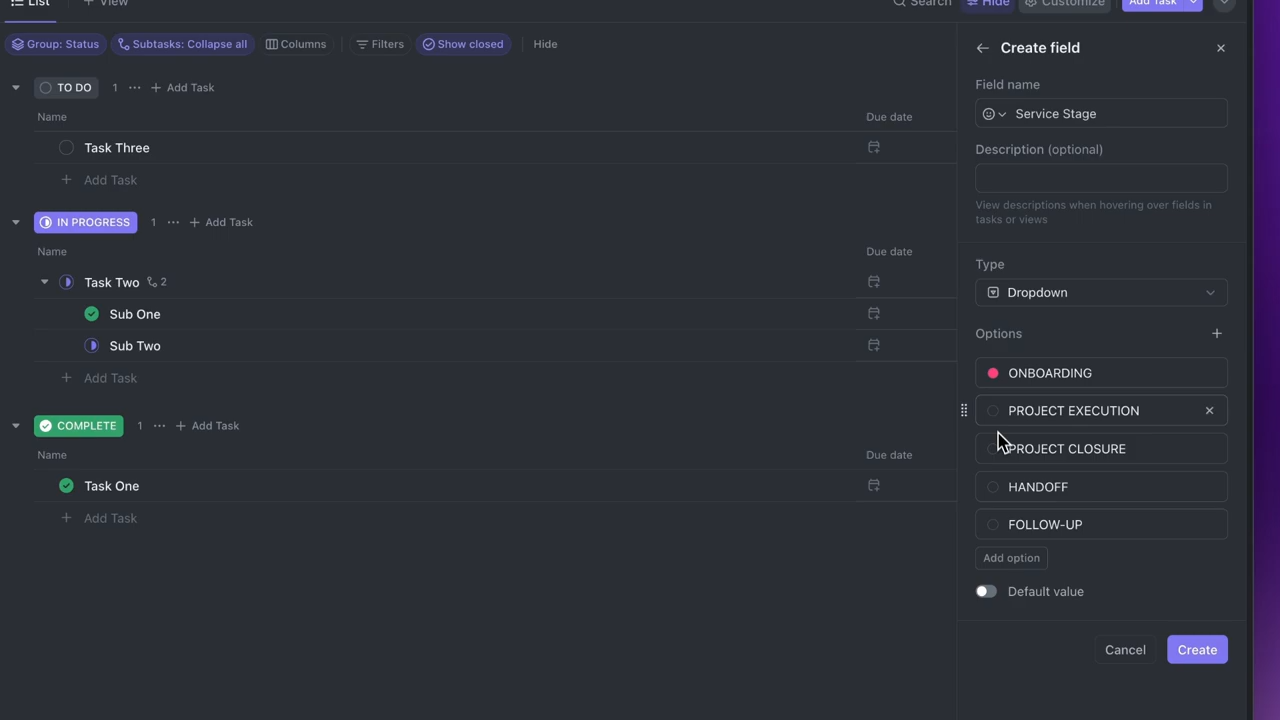 List
View
Search
Hide
Customize
Add Task
Group: Status
Subtasks: Collapse all
Columns
Filters
Show closed
Hide
TO DO
1
... 
Add Task
Name
Due date
Task Three
Add Task
IN PROGRESS
1
...
Add Task
Name
Due date
Task Two
2
Sub One
Sub Two
Add Task
COMPLETE
1
...
Add Task
Name
Due date
Task One
Add Task
Create field
Field name
Service Stage
Description (optional)
View descriptions when hovering over fields in
tasks or views
Type
Dropdown
Options
ONBOARDING
PROJECT EXECUTION
PROJECT CLOSURE
HANDOFF
FOLLOW-UP
Add option
Default value
Cancel
Create